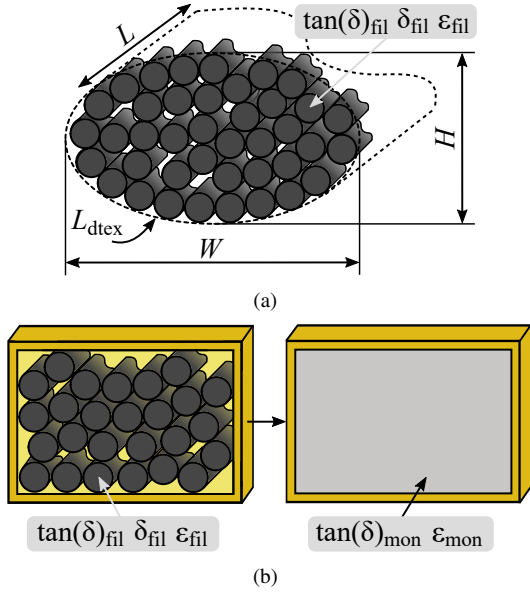 L
tan(δ)fil δfil εfil
H
Ldtex
W
(a)
tan(δ)fil δfil εfil
tan(δ)mon εmon
(b)